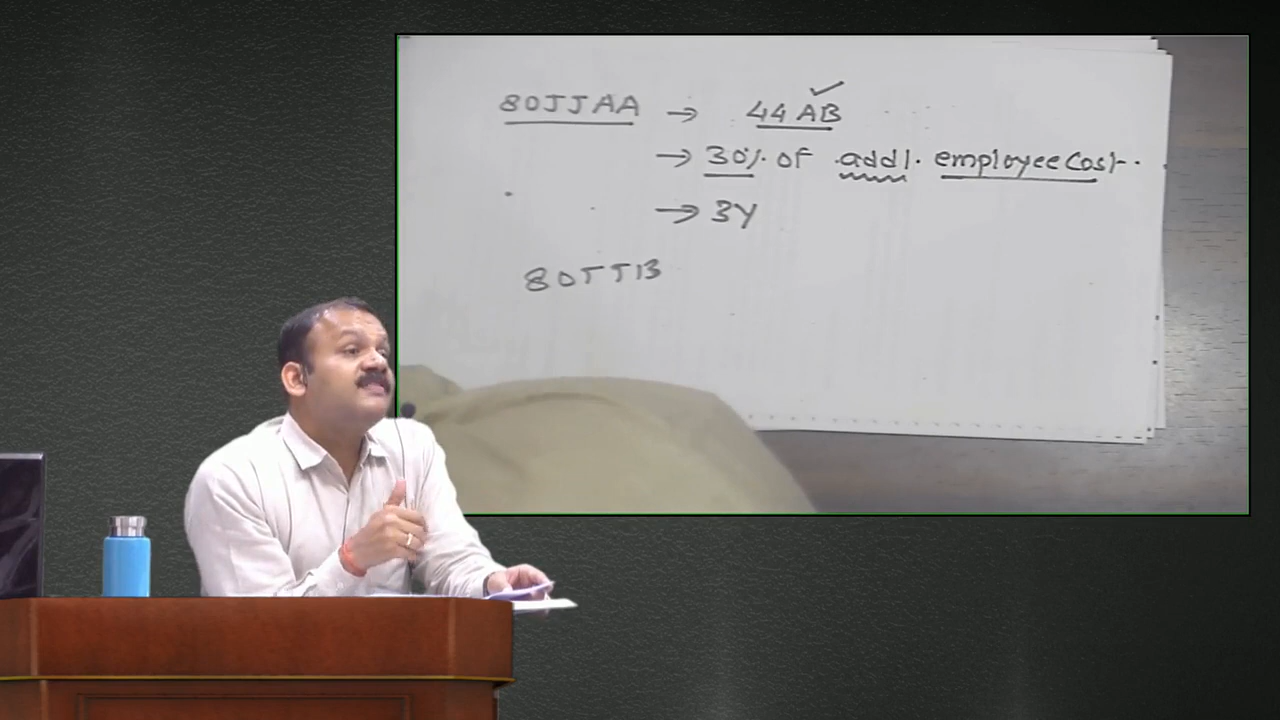 80JJAA → 44AB ✓
→ 30% of addl. employee cost.
→ 3Y
80TTB